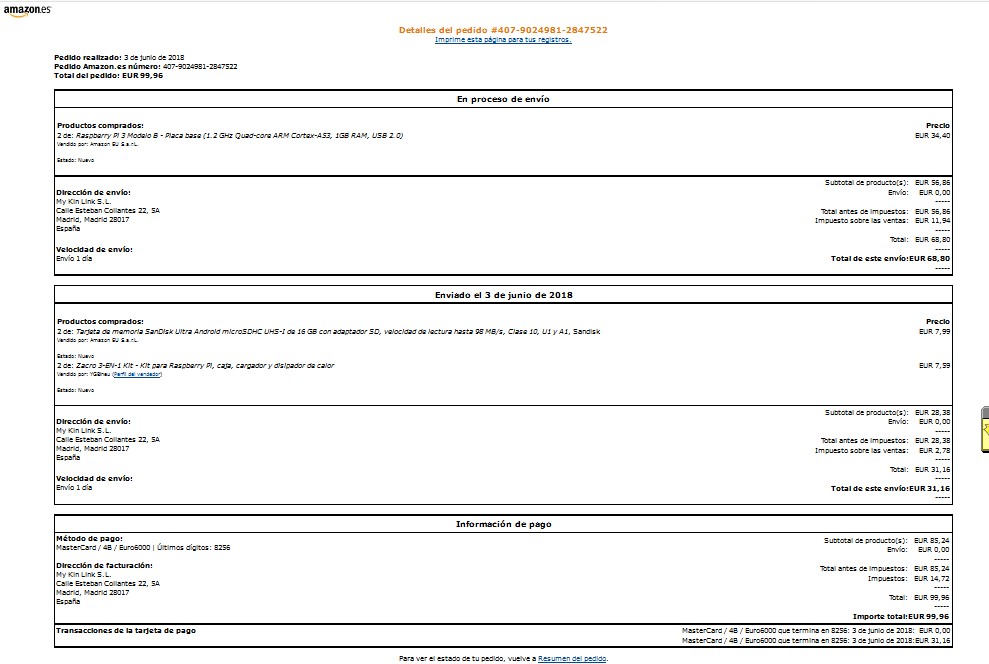 amazon.es
Detalles del pedido #407-9024981-2847522
Imprime esta página para tus registros.
Pedido realizado: 3 de junio de 2018
Pedido Amazon.es número: 407-9024981-2847522
Total del pedido: EUR 99,96
En proceso de envío
Productos comprados: Precio
2 de: Raspberry Pi 3 Modelo B - Placa base (1.2 GHz Quad-core ARM Cortex-A53, 1GB RAM, USB 2.0) EUR 34,40
Vendido por: Amazon EU S.a.r.L.
Estado: Nuevo
Subtotal de producto(s): EUR 56,86
Envío: EUR 0,00
-----
Total antes de impuestos: EUR 56,86
Impuesto sobre las ventas: EUR 11,94
-----
Total: EUR 68,80
-----
Total de este envío:EUR 68,80
-----
Dirección de envío:
My Kin Link S.L.
Calle Esteban Collantes 22, 5A
Madrid, Madrid 28017
España
Velocidad de envío:
Envío 1 día
Enviado el 3 de junio de 2018
Productos comprados: Precio
2 de: Tarjeta de memoria SanDisk Ultra Android microSDHC UHS-I de 16 GB con adaptador SD, velocidad de lectura hasta 98 MB/s, Clase 10, U1 y A1, Sandisk EUR 7,99
Vendido por: Amazon EU S.a.r.L.
Estado: Nuevo
2 de: Zacro 3-EN-1 Kit - Kit para Raspberry Pi, caja, cargador y disipador de calor EUR 7,59
Vendido por: YGBneu (Perfil del vendedor)
Estado: Nuevo
Subtotal de producto(s): EUR 28,38
Envío: EUR 0,00
-----
Total antes de impuestos: EUR 28,38
Impuesto sobre las ventas: EUR 2,78
-----
Total: EUR 31,16
-----
Total de este envío:EUR 31,16
-----
Dirección de envío:
My Kin Link S.L.
Calle Esteban Collantes 22, 5A
Madrid, Madrid 28017
España
Velocidad de envío:
Envío 1 día
Información de pago
Método de pago:
MasterCard / 4B / Euro6000 | Últimos dígitos: 8256
Dirección de facturación:
My Kin Link S.L.
Calle Esteban Collantes 22, 5A
Madrid, Madrid 28017
España
Subtotal de producto(s): EUR 85,24
Envío: EUR 0,00
-----
Total antes de impuestos: EUR 85,24
Impuestos: EUR 14,72
-----
Total: EUR 99,96
-----
Importe total:EUR 99,96
Transacciones de la tarjeta de pago
MasterCard / 4B / Euro6000 que termina en 8256: 3 de junio de 2018: EUR 0,00
MasterCard / 4B / Euro6000 que termina en 8256: 3 de junio de 2018:EUR 31,16
Para ver el estado de tu pedido, vuelve a Resumen del pedido.